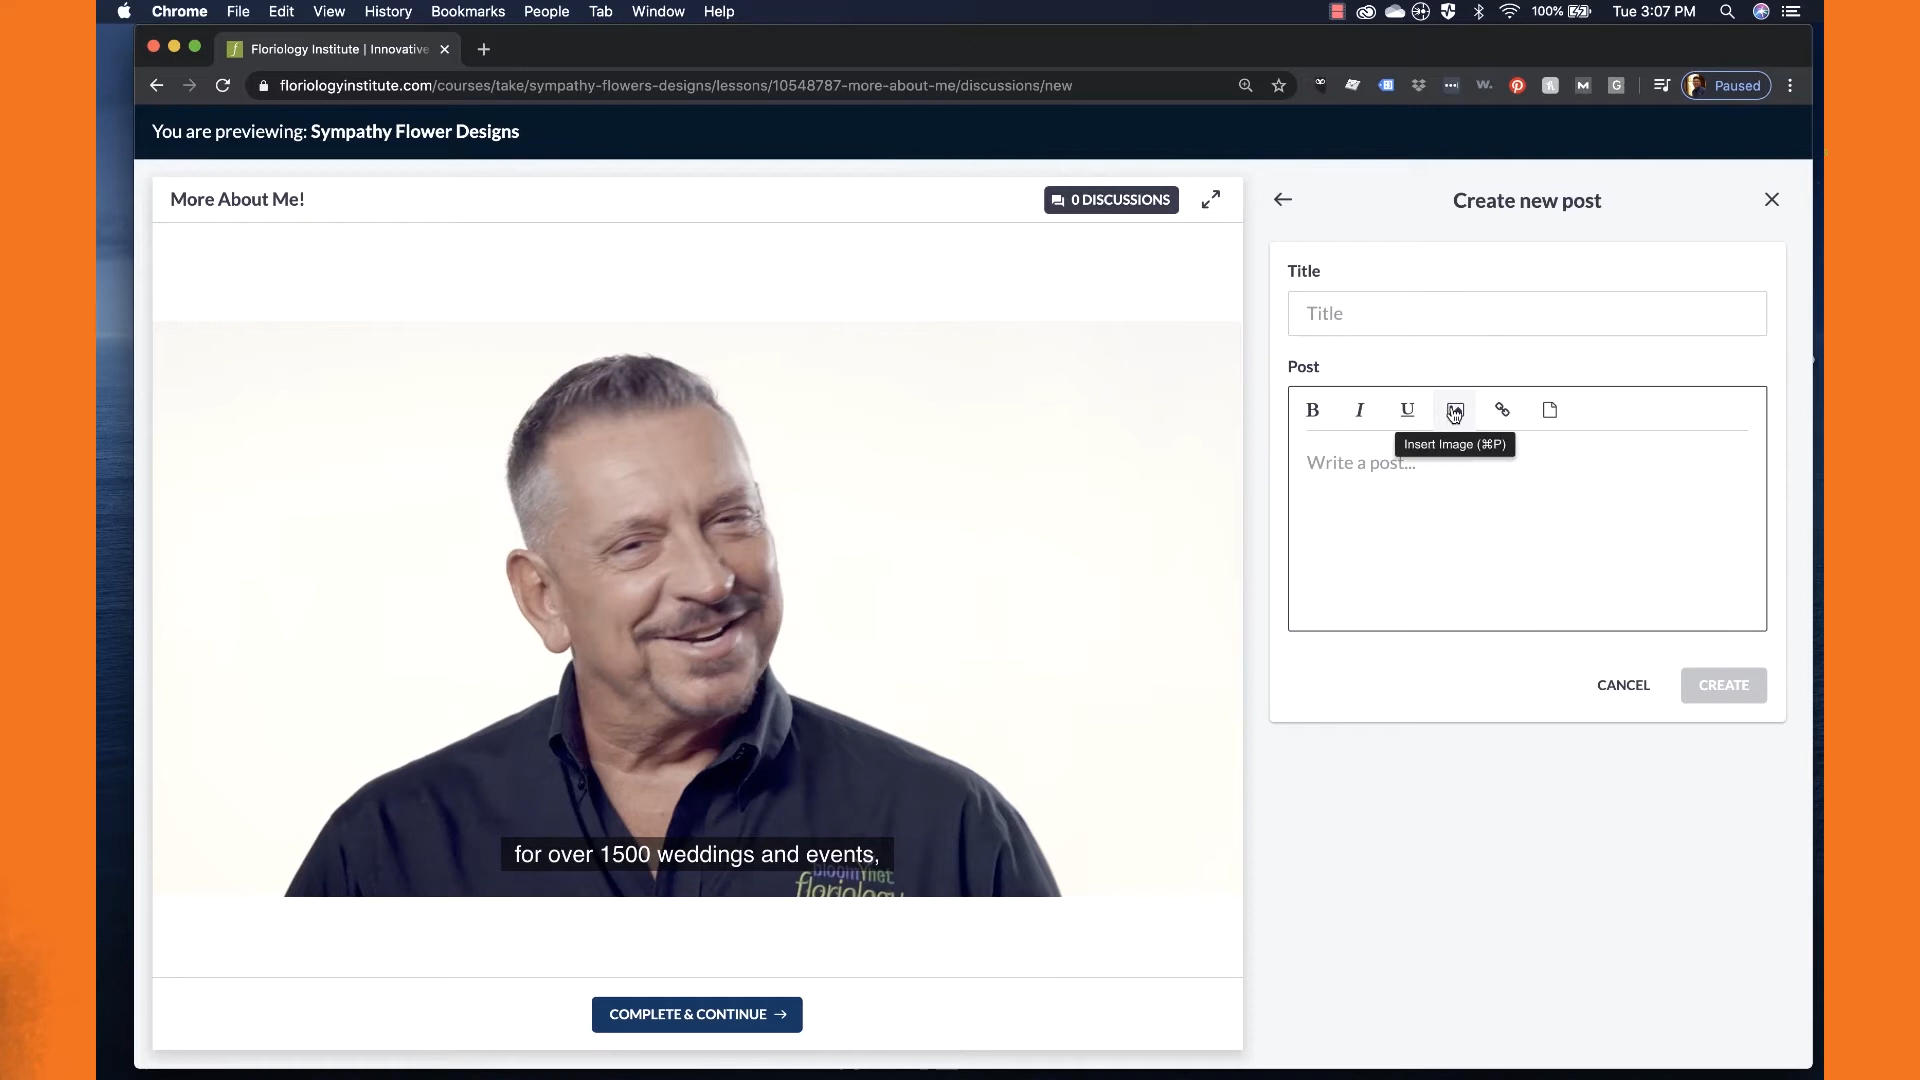 Chrome File Edit View History Bookmarks People Tab Window Help
100% Tue 3:07 PM
Floriology Institute | Innovative
floriologyinstitute.com/courses/take/sympathy-flowers-designs/lessons/10548787-more-about-me/discussions/new
Paused
You are previewing: Sympathy Flower Designs
More About Me!
0 DISCUSSIONS
Create new post
Title
Title
Post
B I U
Insert Image (⌘P)
Write a post...
CANCEL
CREATE
for over 1500 weddings and events,
bloomnet
floriology
COMPLETE & CONTINUE →